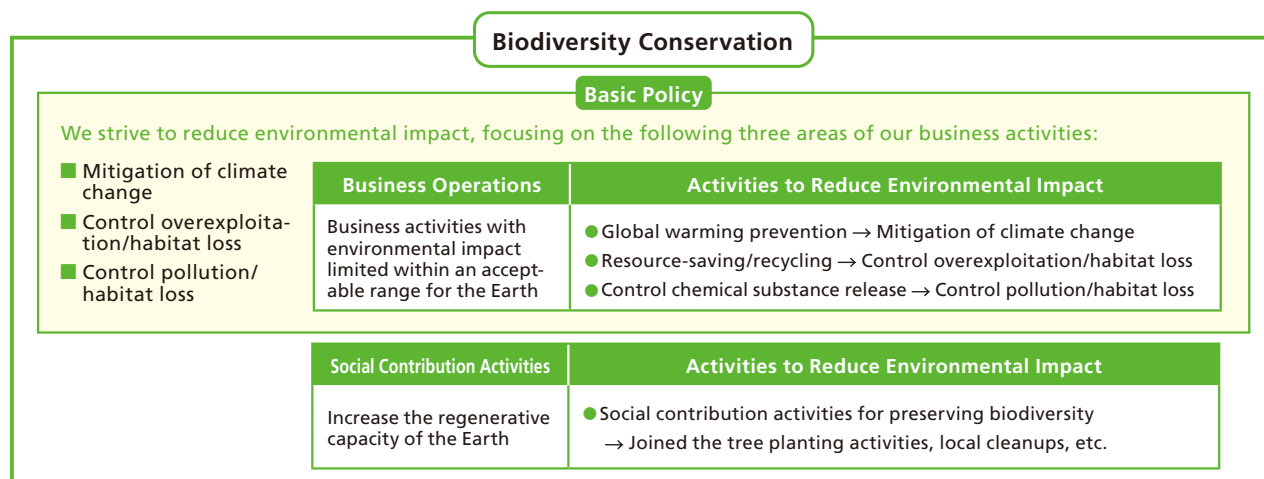 Biodiversity Conservation
Basic Policy
We strive to reduce environmental impact, focusing on the following three areas of our business activities:
■ Mitigation of climate
change
■ Control overexploita-
tion/habitat loss
■ Control pollution/
habitat loss
Business Operations
Activities to Reduce Environmental Impact
Business activities with
environmental impact
limited within an accept-
able range for the Earth
● Global warming prevention → Mitigation of climate change
● Resource-saving/recycling → Control overexploitation/habitat loss
● Control chemical substance release → Control pollution/habitat loss
Social Contribution Activities
Activities to Reduce Environmental Impact
Increase the regenerative
capacity of the Earth
● Social contribution activities for preserving biodiversity
→ Joined the tree planting activities, local cleanups, etc.